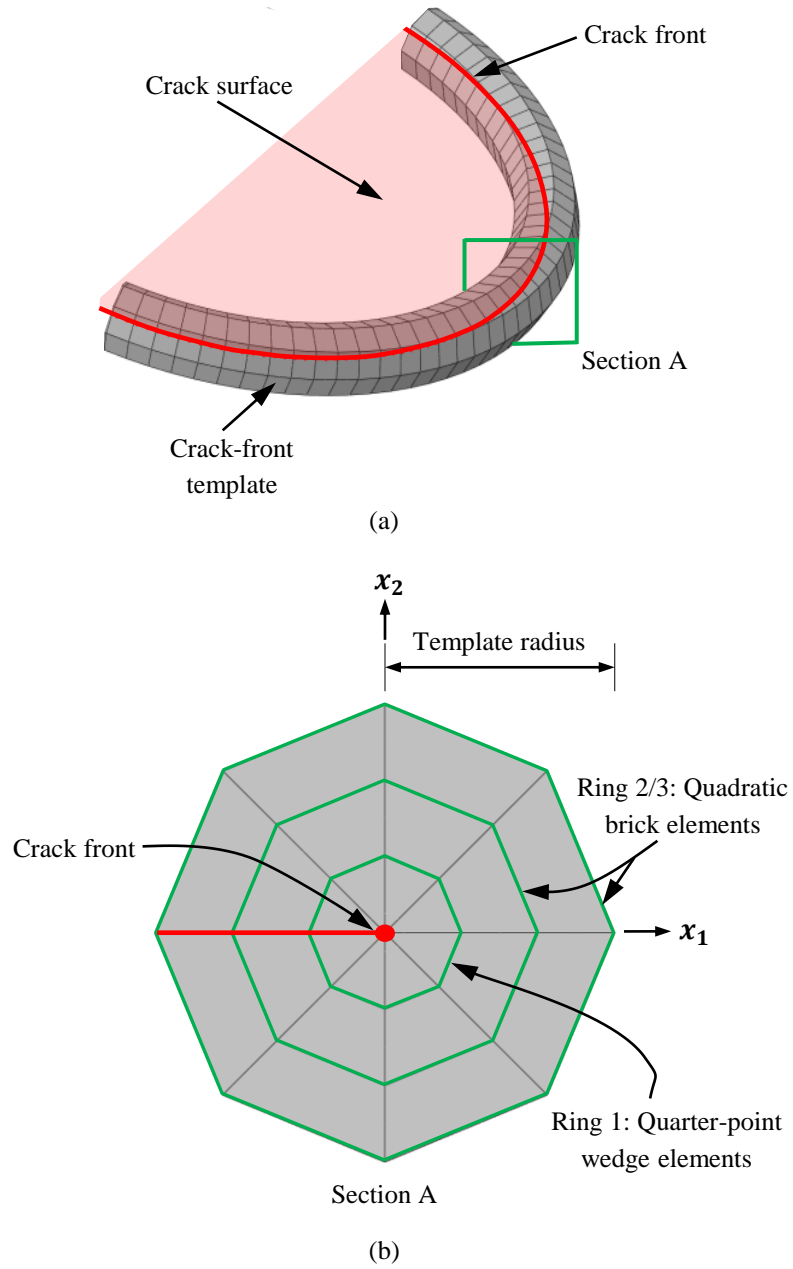 Crack front
Crack surface
Section A
Crack-front
template
(a)
x₂
Template radius
Ring 2/3: Quadratic
brick elements
Crack front
x₁
Ring 1: Quarter-point
wedge elements
Section A
(b)